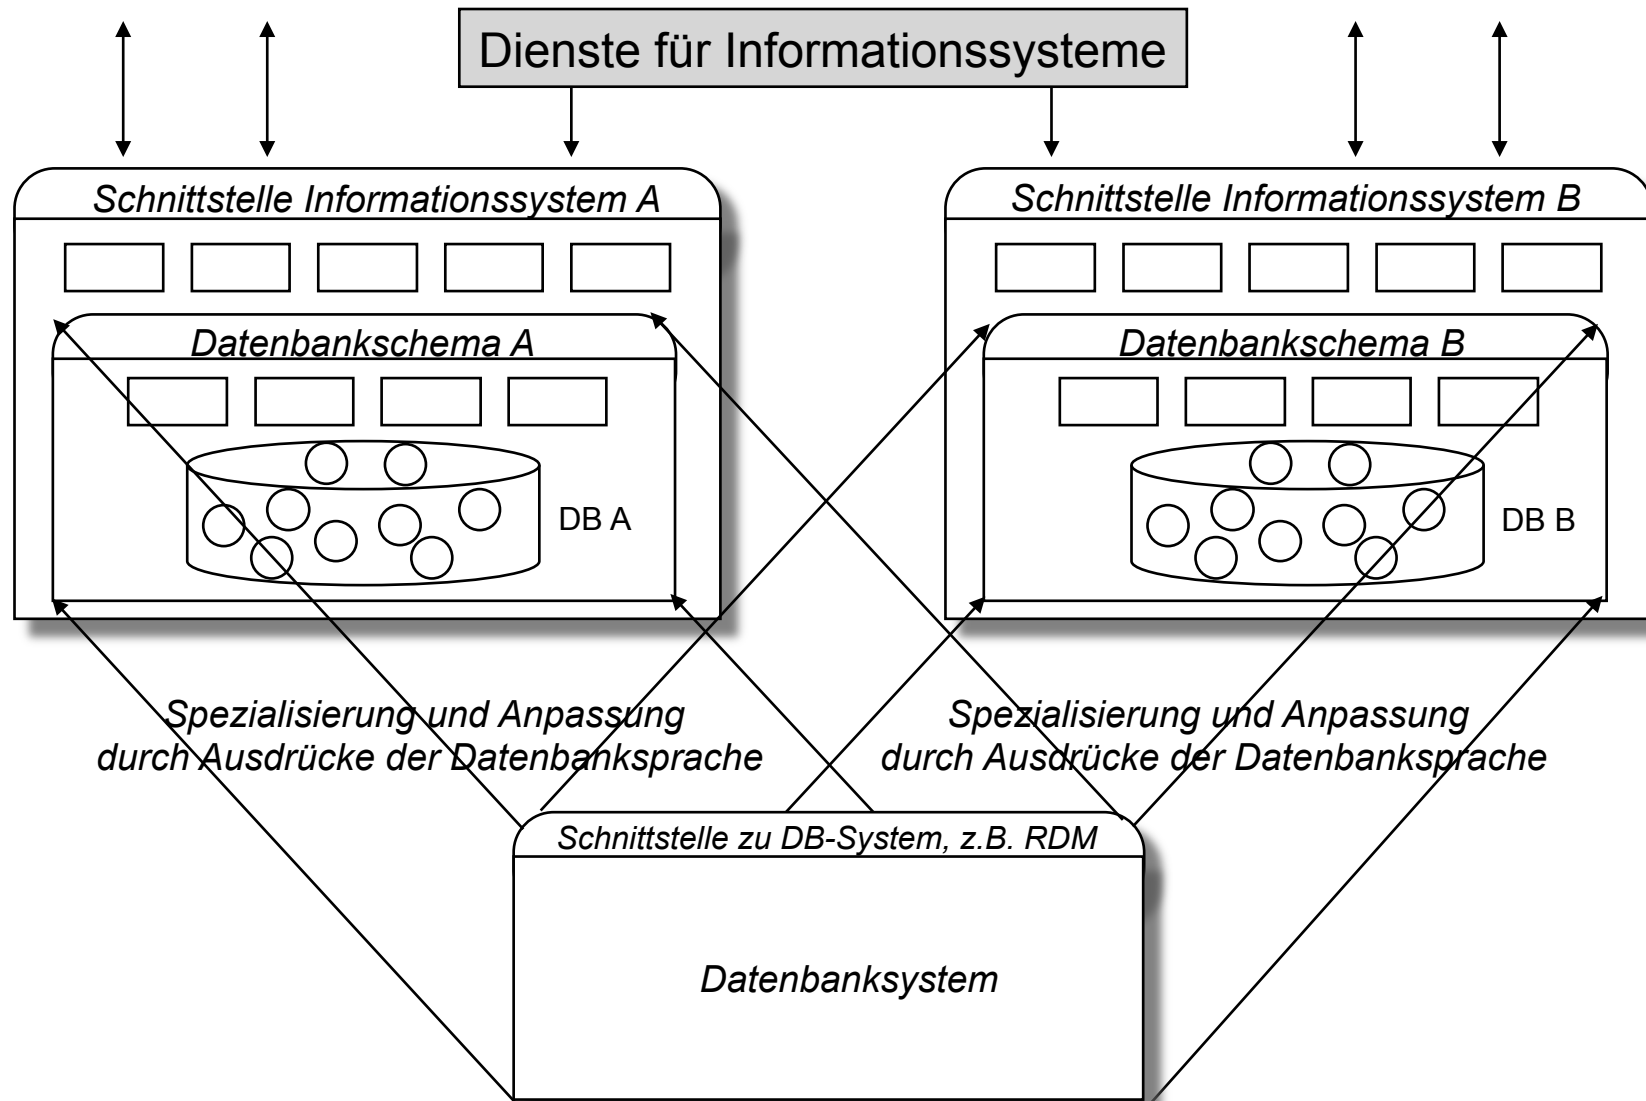 Dienste für Informationssysteme
Schnittstelle Informationssystem A
Schnittstelle Informationssystem B
Datenbankschema A
Datenbankschema B
DB A
DB B
Spezialisierung und Anpassung
durch Ausdrücke der Datenbanksprache
Spezialisierung und Anpassung
durch Ausdrücke der Datenbanksprache
Schnittstelle zu DB-System, z.B. RDM
Datenbanksystem